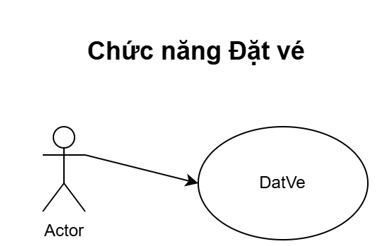 Chức năng Đặt vé
DatVe
Actor